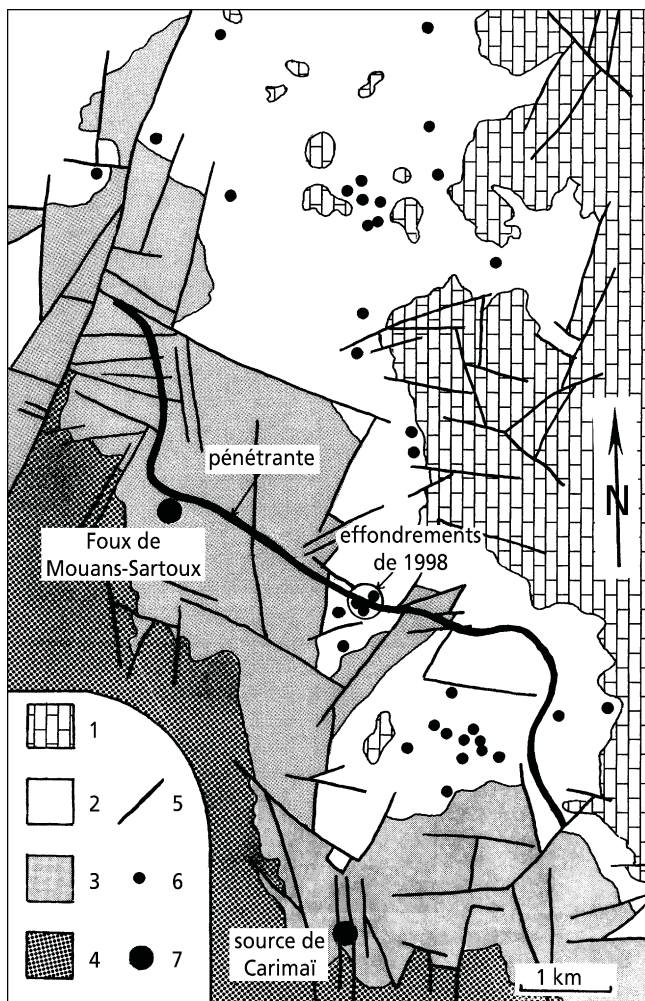 pénétrante
Foux de
Mouans-Sartoux
effondrements
de 1998
N
1
2
5
3
6
4
7
source de
Carimaï
1 km